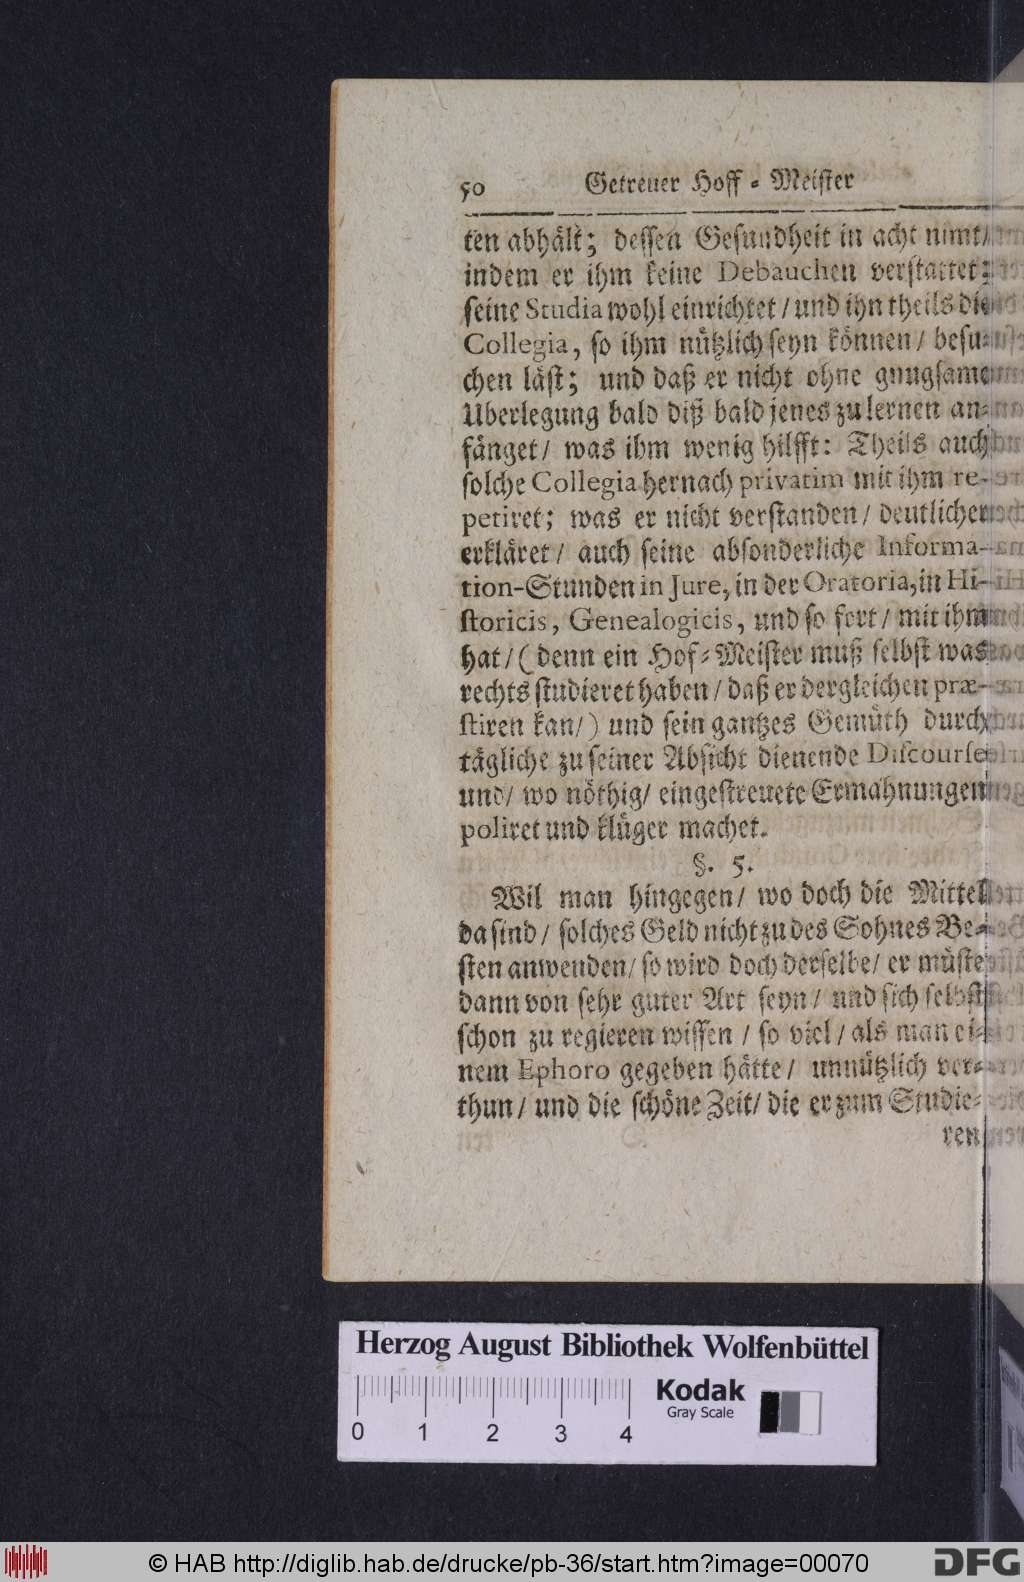 50 Getreuer Hoff-Meister
ten abhält; dessen Gesundheit in acht nimt/
indem er ihm keine Debauchen verstattet;
seine Studia wohl einrichtet / und ihn theils die
Collegia, so ihm nützlich seyn können / besu-
chen läst; und daß er nicht ohne gnugsame
Uberlegung bald diß bald jenes zu lernen an-
fänget / was ihm wenig hilfft: Theils auch
solche Collegia hernach privatim mit ihm re-
petiret; was er nicht verstanden / deutlicher
erkläret / auch seine absonderliche Informa-
tion-Stunden in Jure, in der Oratoria, in Hi-
storicis, Genealogicis, und so fort / mit ihm
hat / (denn ein Hof-Meister muß selbst was
rechts studieret haben / daß er dergleichen præ-
stiren kan /) und sein gantzes Gemüth durch
tägliche zu seiner Absicht dienende Discourse
und / wo nöthig / eingestreuete Ermahnungen
poliret und klüger machet.
§. 5.
Wil man hingegen / wo doch die Mittel
da sind / solches Geld nicht zu des Sohnes Be-
sten anwenden / so wird doch derselbe / er müste
dann von sehr guter Art seyn / und sich selbst
schon zu regieren wissen / so viel / als man ei-
nem Ephoro gegeben hätte / unnützlich ver-
thun / und die schöne Zeit / die er zum Studie-
ren
Herzog August Bibliothek Wolfenbüttel
Kodak
Gray Scale
0 1 2 3 4
© HAB http://diglib.hab.de/drucke/pb-36/start.htm?image=00070
DFG